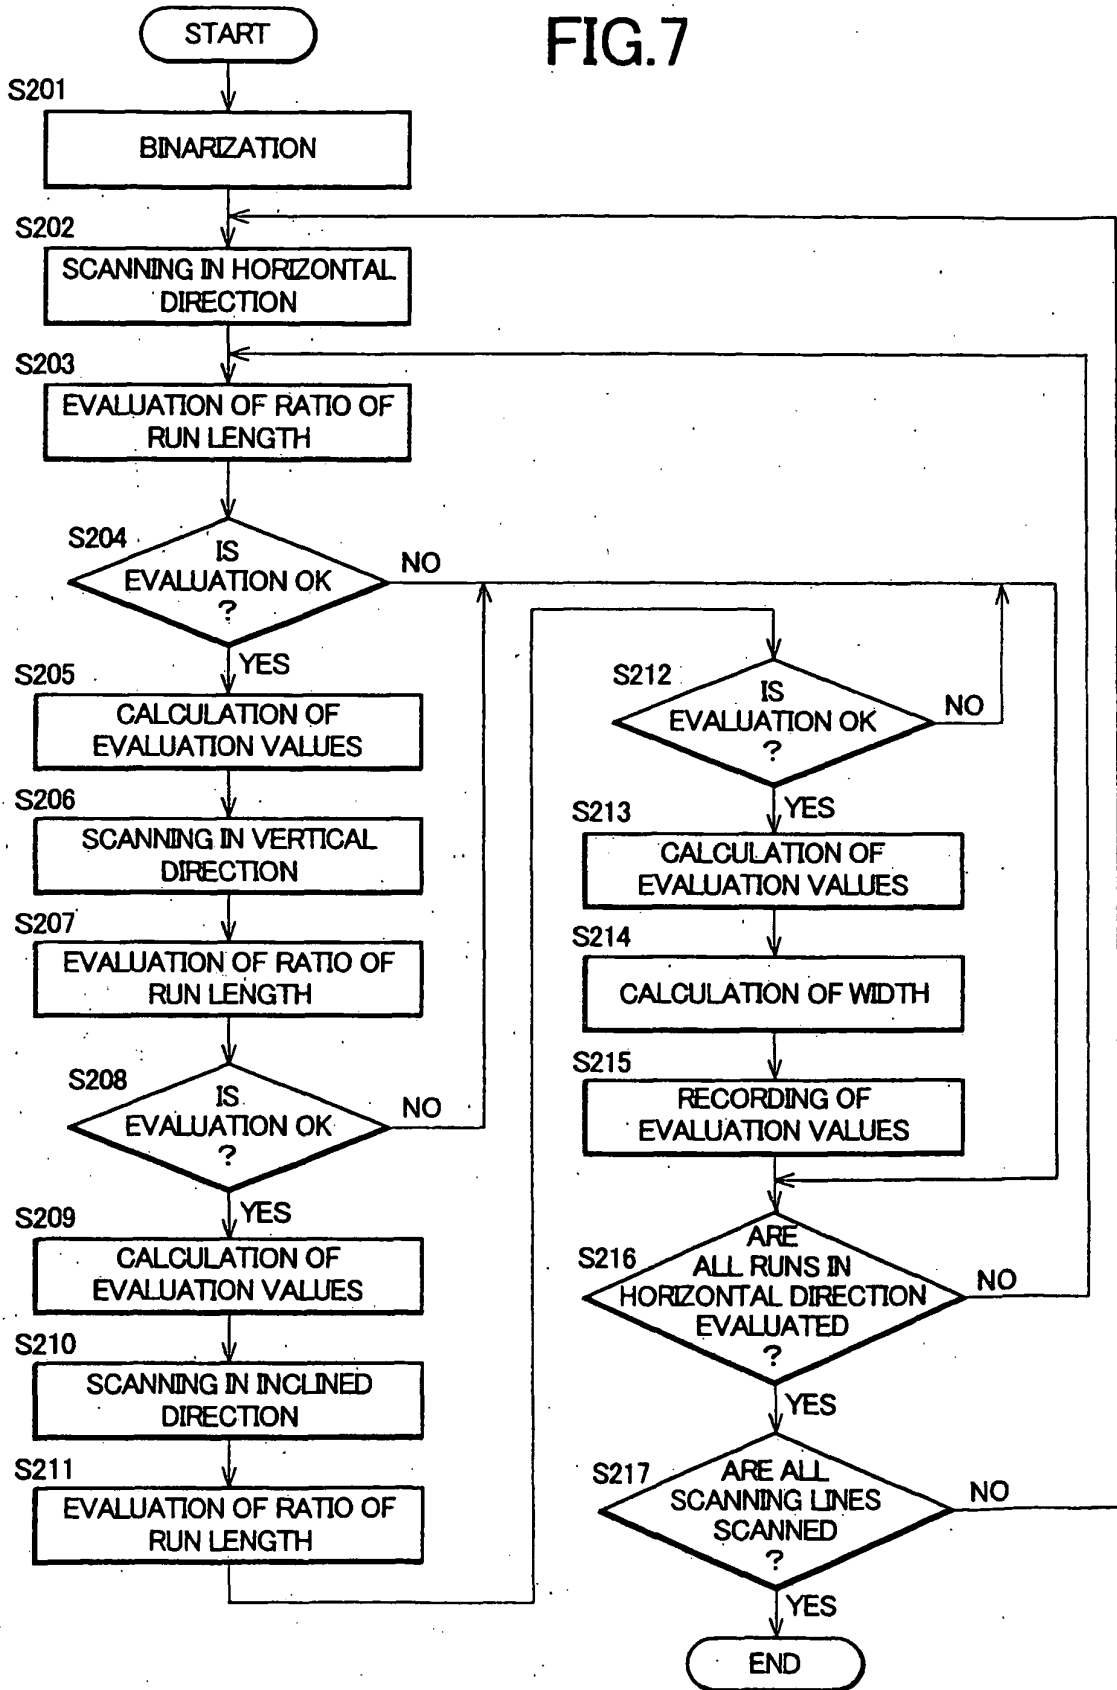 FIG.7
START
S201
BINARIZATION
S202
SCANNING IN HORIZONTAL
DIRECTION
S203
EVALUATION OF RATIO OF
RUN LENGTH
S204
IS
EVALUATION OK
?
NO
YES
S205
CALCULATION OF
EVALUATION VALUES
S206
SCANNING IN VERTICAL
DIRECTION
S207
EVALUATION OF RATIO OF
RUN LENGTH
S208
IS
EVALUATION OK
?
NO
YES
S209
CALCULATION OF
EVALUATION VALUES
S210
SCANNING IN INCLINED
DIRECTION
S211
EVALUATION OF RATIO OF
RUN LENGTH
S212
IS
EVALUATION OK
?
NO
YES
S213
CALCULATION OF
EVALUATION VALUES
S214
CALCULATION OF WIDTH
S215
RECORDING OF
EVALUATION VALUES
S216
ARE
ALL RUNS IN
HORIZONTAL DIRECTION
EVALUATED
?
NO
YES
S217
ARE ALL
SCANNING LINES
SCANNED
?
NO
YES
END